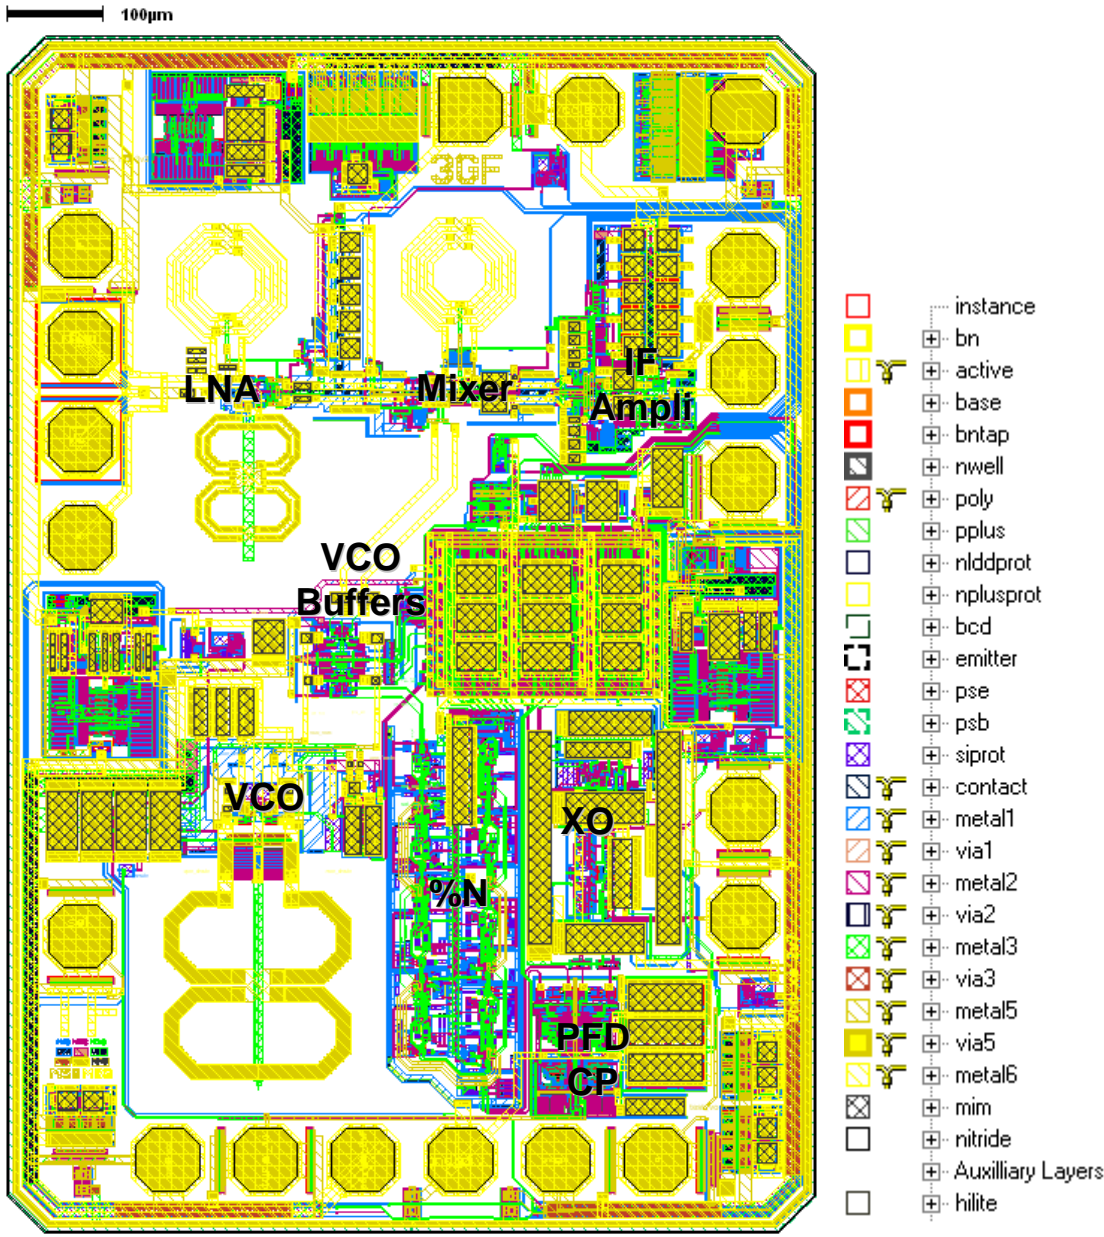 100µm
3GF
LNA
Mixer
IF
Ampli
VCO
Buffers
VCO
XO
%N
PFD
CP
instance
bn
active
base
bntap
nwell
poly
pplus
nlddprot
nplusprot
bcd
emitter
pse
psb
siprot
contact
metal1
via1
metal2
via2
metal3
via3
metal5
via5
metal6
mim
nitride
Auxilliary Layers
hilite